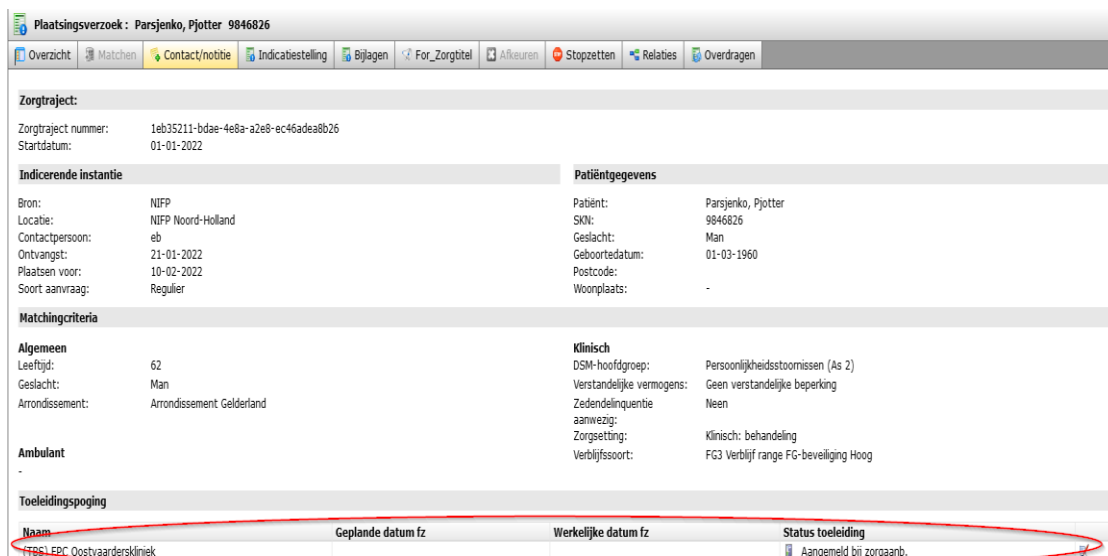 Plaatsingsverzoek : Parsjenko, Pjotter 9846826
Overzicht Matchen Contact/notitie Indicatiestelling Bijlagen For_Zorgtitel Afkeuren Stopzetten Relaties Overdragen
Zorgtraject:
Zorgtraject nummer: 1eb35211-bdae-4e8a-a2e8-ec46adea8b26
Startdatum: 01-01-2022
Indicerende instantie
Bron: NIFP
Locatie: NIFP Noord-Holland
Contactpersoon: eb
Ontvangst: 21-01-2022
Plaatsen voor: 10-02-2022
Soort aanvraag: Regulier
Patiëntgegevens
Patiënt: Parsjenko, Pjotter
SKN: 9846826
Geslacht: Man
Geboortedatum: 01-03-1960
Postcode:
Woonplaats: -
Matchingcriteria
Algemeen
Leeftijd: 62
Geslacht: Man
Arrondissement: Arrondissement Gelderland
Ambulant
-
Klinisch
DSM-hoofdgroep: Persoonlijkheidsstoornissen (As 2)
Verstandelijke vermogens: Geen verstandelijke beperking
Zedendelinquentie Neen
aanwezig:
Zorgsetting: Klinisch: behandeling
Verblijfssoort: FG3 Verblijf range FG-beveiliging Hoog
Toeleidingspoging
Naam Geplande datum fz Werkelijke datum fz Status toeleiding
(TBS) FPC Oostvaarderskliniek Aangemeld bij zorgaanb.